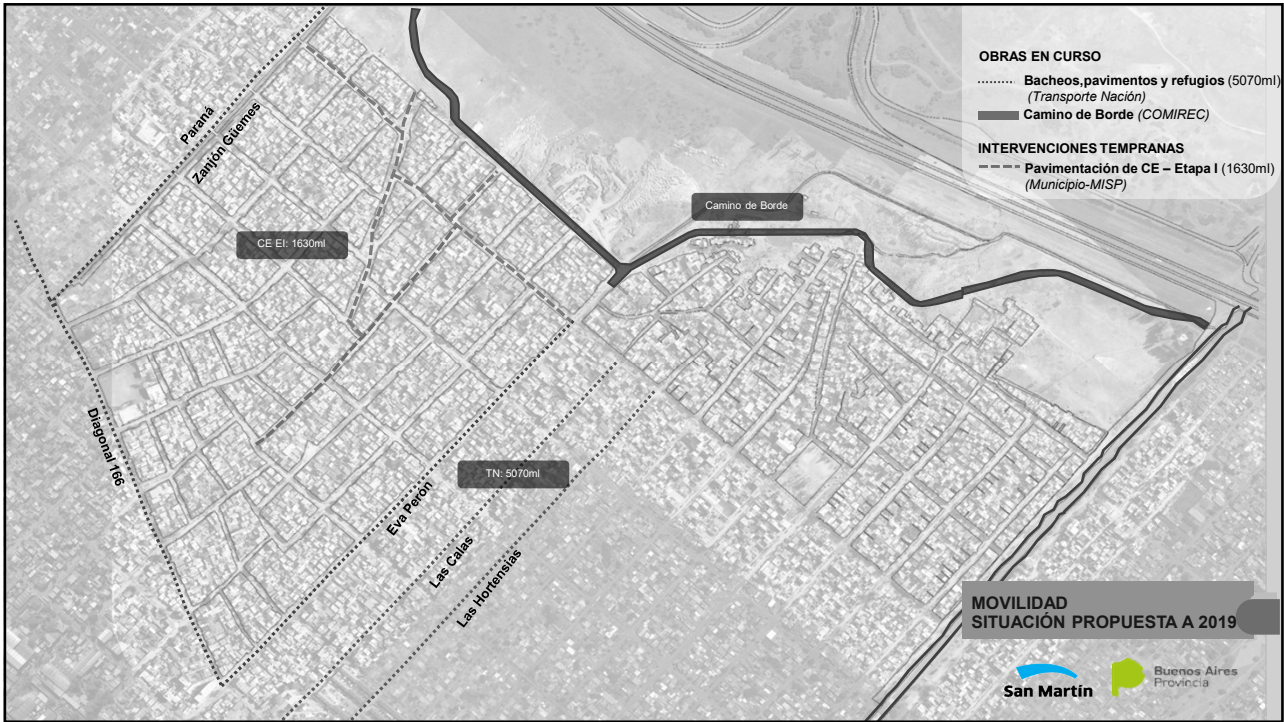 OBRAS EN CURSO
Bacheos,pavimentos y refugios (5070ml)
(Transporte Nación)
Camino de Borde (COMIREC)
INTERVENCIONES TEMPRANAS
Pavimentación de CE – Etapa I (1630ml)
(Municipio-MISP)
Paraná
Zanjón Güemes
Camino de Borde
CE EI: 1630ml
Diagonal 166
TN: 5070ml
Eva Perón
Las Calas
Las Hortensias
MOVILIDAD
SITUACIÓN PROPUESTA A 2019
San Martín
Buenos Aires
Provincia